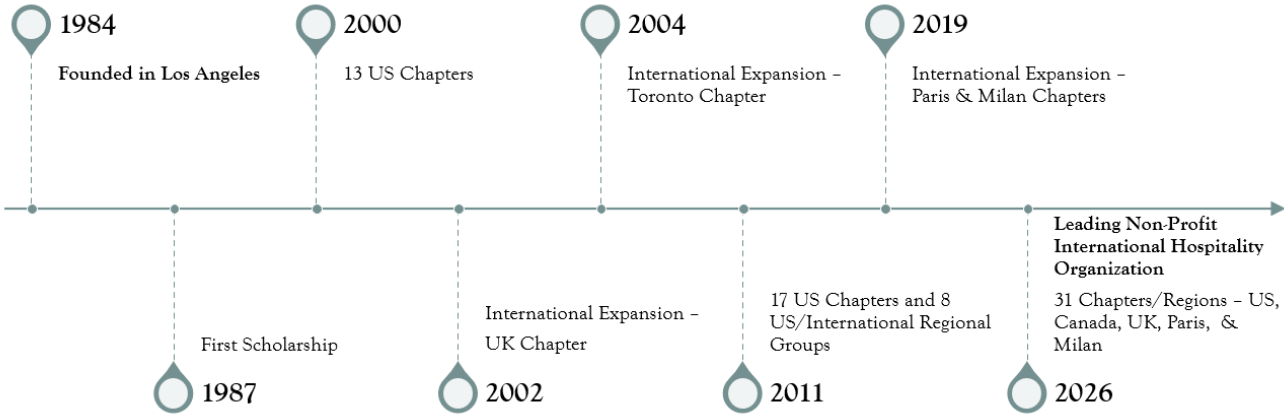 1984
Founded in Los Angeles
1987
First Scholarship
2000
13 US Chapters
2002
International Expansion –
UK Chapter
2004
International Expansion –
Toronto Chapter
2011
17 US Chapters and 8
US/International Regional
Groups
2019
International Expansion –
Paris & Milan Chapters
2026
Leading Non-Profit
International Hospitality
Organization
31 Chapters/Regions – US,
Canada, UK, Paris, &
Milan